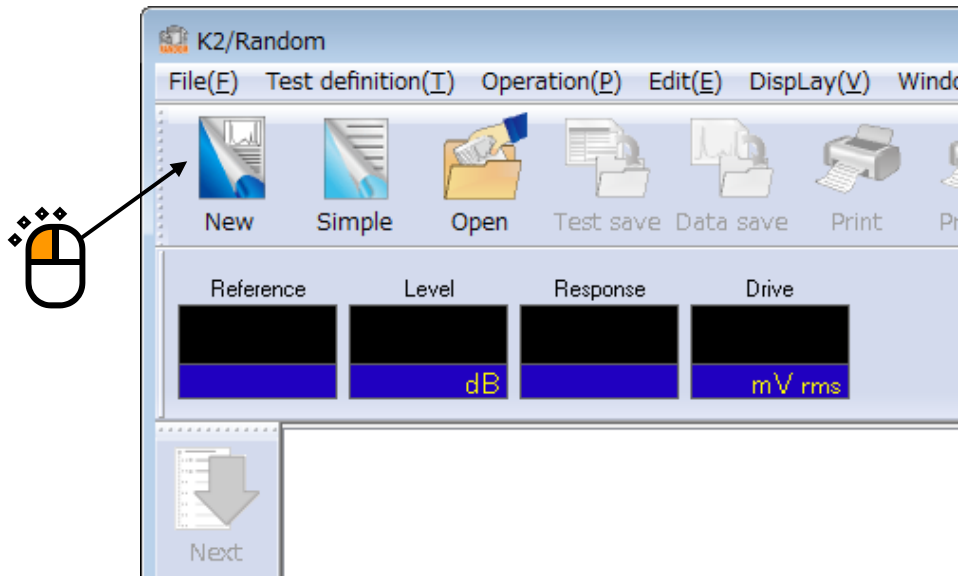 K2/Random
File(F) Test definition(T) Operation(P) Edit(E) DispLay(V)
New Simple Open Test save Data save Print
Reference Level Response Drive
dB mV rms
Next